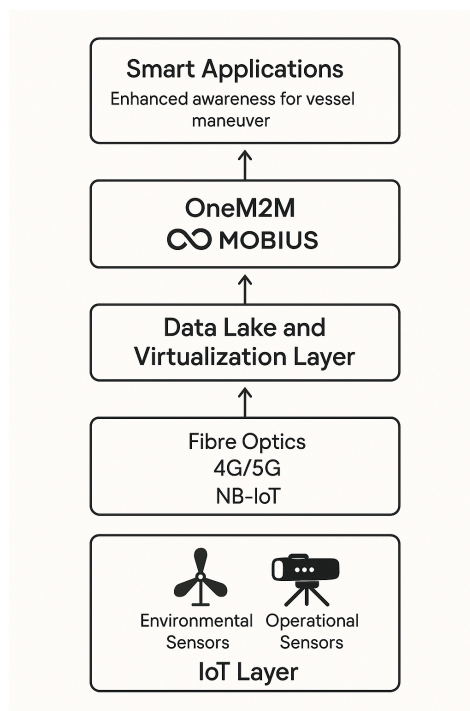 Smart Applications
Enhanced awareness for vessel
maneuver
OneM2M
MOBIUS
Data Lake and
Virtualization Layer
Fibre Optics
4G/5G
NB-IoT
Environmental Operational
Sensors Sensors
IoT Layer